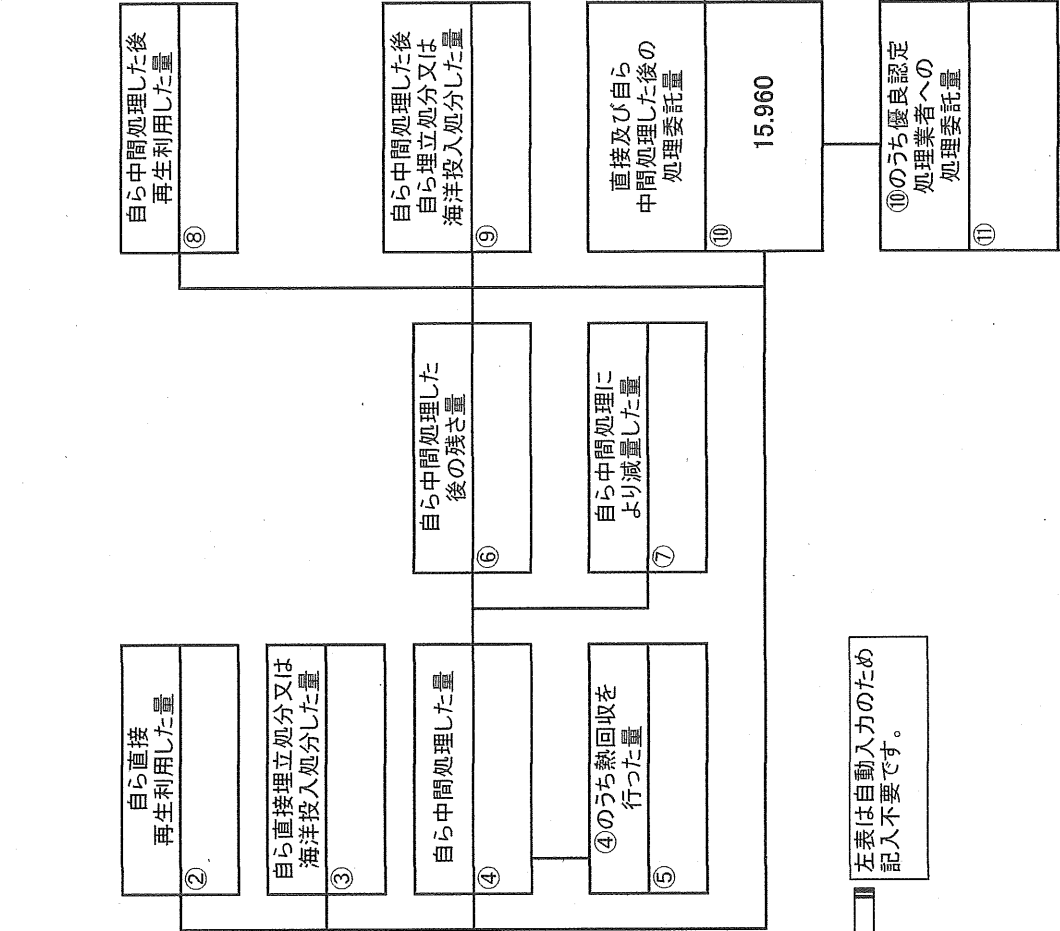 自ら直接
再生利用した量
②
自ら直接埋立処分又は
海洋投入処分した量
③
自ら中間処理した量
④
④のうち熱回収を
行った量
⑤
自ら中間処理した
後の残さ量
⑥
自ら中間処理に
より減量した量
⑦
自ら中間処理した後
再生利用した量
⑧
自ら中間処理した後
自ら埋立処分又は
海洋投入処分した量
⑨
直接及び自ら
中間処理した後の
処理委託量
⑩
15.960
⑩のうち優良認定
処理業者への
処理委託量
⑪
左表は自動入力のため
記入不要です。